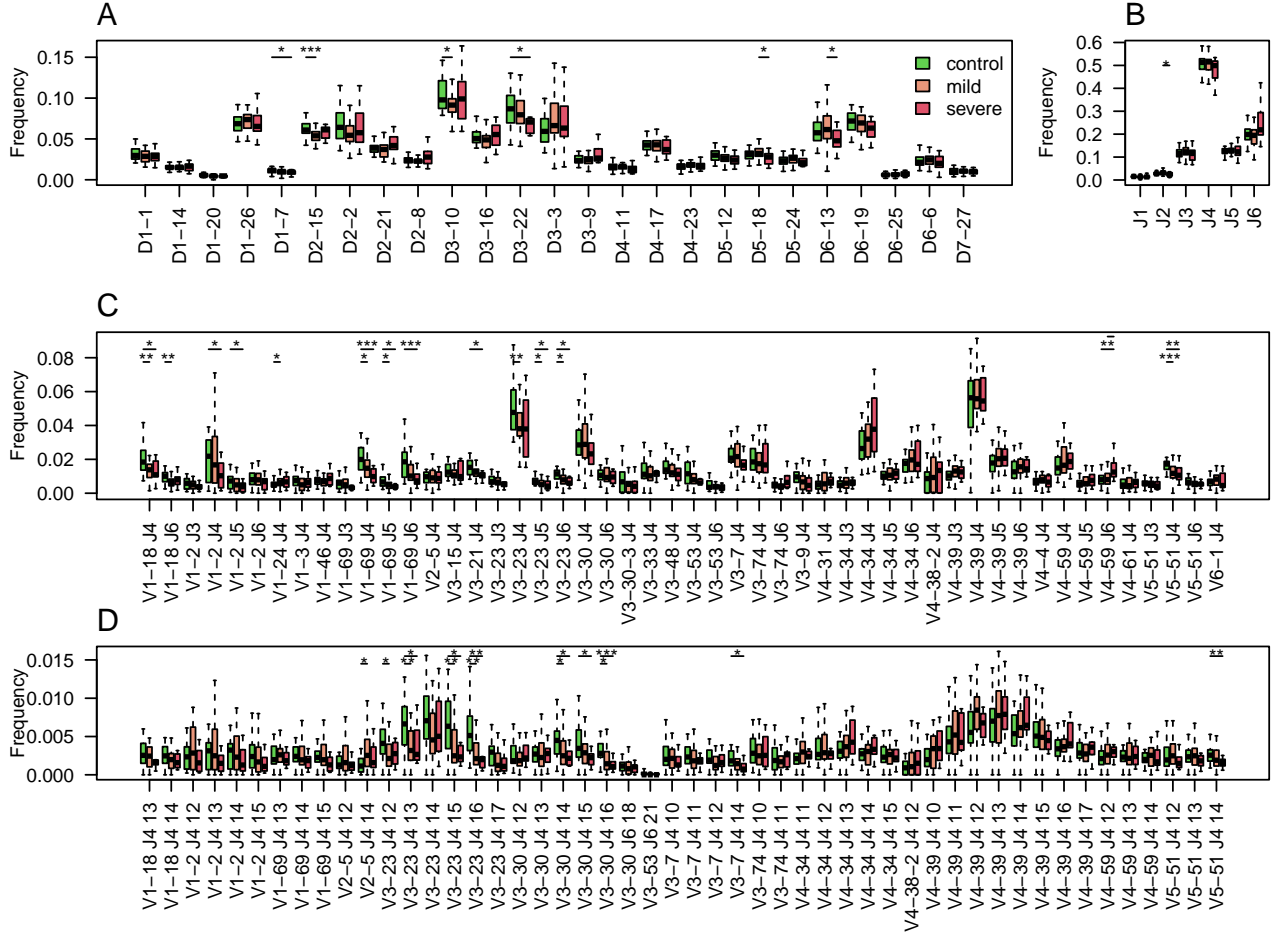 A
Frequency
0.15
0.10
0.05
0.00
* *** * * * *
control
mild
severe
D1−1
D1−14
D1−20
D1−26
D1−7
D2−15
D2−2
D2−21
D2−8
D3−10
D3−16
D3−22
D3−3
D3−9
D4−11
D4−17
D4−23
D5−12
D5−18
D5−24
D6−13
D6−19
D6−25
D6−6
D7−27
B
Frequency
0.6
0.5
0.4
0.3
0.2
0.1
0.0
*
J1
J2
J3
J4
J5
J6
C
Frequency
0.08
0.06
0.04
0.02
0.00
* * * *** * *** * * * **
** ** * * * ** * * ** ***
V1−18 J4
V1−18 J6
V1−2 J3
V1−2 J4
V1−2 J5
V1−2 J6
V1−24 J4
V1−3 J4
V1−46 J4
V1−69 J3
V1−69 J4
V1−69 J5
V1−69 J6
V2−5 J4
V3−15 J4
V3−21 J4
V3−23 J3
V3−23 J4
V3−23 J5
V3−23 J6
V3−30 J4
V3−30 J6
V3−30−3 J4
V3−33 J4
V3−48 J4
V3−53 J4
V3−53 J6
V3−7 J4
V3−74 J4
V3−74 J6
V3−9 J4
V4−31 J4
V4−34 J3
V4−34 J4
V4−34 J5
V4−34 J6
V4−38−2 J4
V4−39 J3
V4−39 J4
V4−39 J5
V4−39 J6
V4−4 J4
V4−59 J4
V4−59 J5
V4−59 J6
V4−61 J4
V5−51 J3
V5−51 J4
V5−51 J6
V6−1 J4
D
Frequency
0.015
0.010
0.005
0.000
* * ** * * *** * **
* * ** ** ** * *
V1−18 J4 13
V1−18 J4 14
V1−2 J4 12
V1−2 J4 13
V1−2 J4 14
V1−2 J4 15
V1−69 J4 13
V1−69 J4 14
V1−69 J4 15
V2−5 J4 12
V2−5 J4 14
V3−23 J4 12
V3−23 J4 13
V3−23 J4 14
V3−23 J4 15
V3−23 J4 16
V3−23 J4 17
V3−30 J4 12
V3−30 J4 13
V3−30 J4 14
V3−30 J4 15
V3−30 J4 16
V3−30 J6 18
V3−53 J6 21
V3−7 J4 10
V3−7 J4 11
V3−7 J4 12
V3−7 J4 14
V3−74 J4 10
V3−74 J4 11
V4−34 J4 11
V4−34 J4 12
V4−34 J4 13
V4−34 J4 14
V4−34 J4 15
V4−38−2 J4 12
V4−39 J4 10
V4−39 J4 11
V4−39 J4 12
V4−39 J4 13
V4−39 J4 14
V4−39 J4 15
V4−39 J4 16
V4−39 J4 17
V4−59 J4 12
V4−59 J4 13
V4−59 J4 14
V5−51 J4 12
V5−51 J4 13
V5−51 J4 14